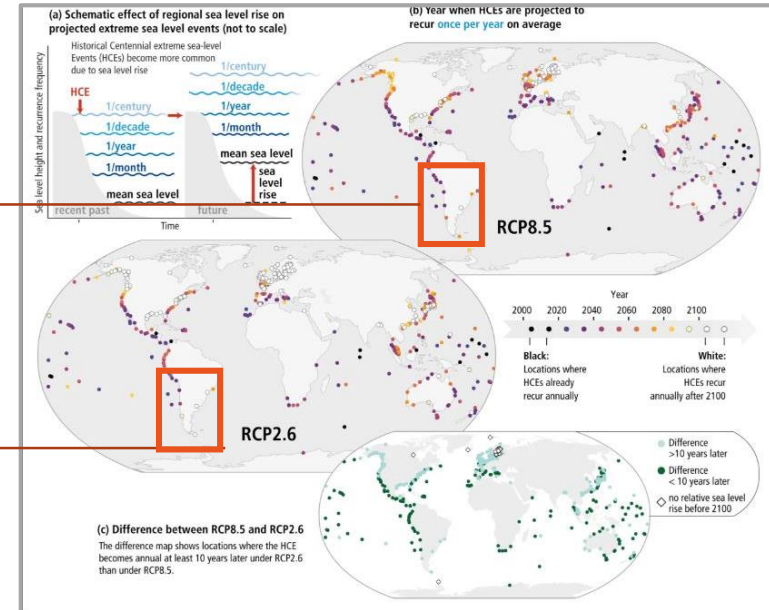 (a) Schematic effect of regional sea level rise on
projected extreme sea level events (not to scale)
Historical Centennial extreme sea-level
Events (HCEs) become more common
due to sea level rise
HCE
1/century
1/decade
1/year
1/month
mean sea level
recent past
1/century
1/decade
1/year
1/month
mean sea level
sea
level
rise
future
Sea level height and recurrence frequency
Time
(b) Year when HCEs are projected to
recur once per year on average
RCP8.5
RCP2.6
Year
2000 2020 2040 2060 2080 2100
Black:
Locations where
HCEs already
recur annually
White:
Locations where
HCEs recur
annually after 2100
(c) Difference between RCP8.5 and RCP2.6
The difference map shows locations where the HCE
becomes annual at least 10 years later under RCP2.6
than under RCP8.5.
Difference
>10 years later
Difference
< 10 years later
no relative sea level
rise before 2100